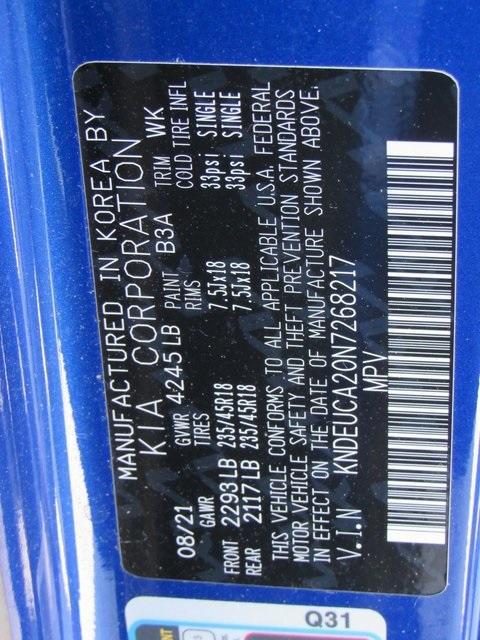 MANUFACTURED IN KOREA BY
KIA CORPORATION
08/21 GVWR 4245LB PAINT B3A TRIM WK
GAWR TIRES RIMS COLD TIRE INFL
FRONT 2293LB 235/45R18 7.5Jx18 33psi SINGLE
REAR 2117LB 235/45R18 7.5Jx18 33psi SINGLE
THIS VEHICLE CONFORMS TO ALL APPLICABLE U.S.A. FEDERAL
MOTOR VEHICLE SAFETY AND THEFT PREVENTION STANDARDS
IN EFFECT ON THE DATE OF MANUFACTURE SHOWN ABOVE.
V.I.N KNDEUCA20N7268217
MPV
Q31